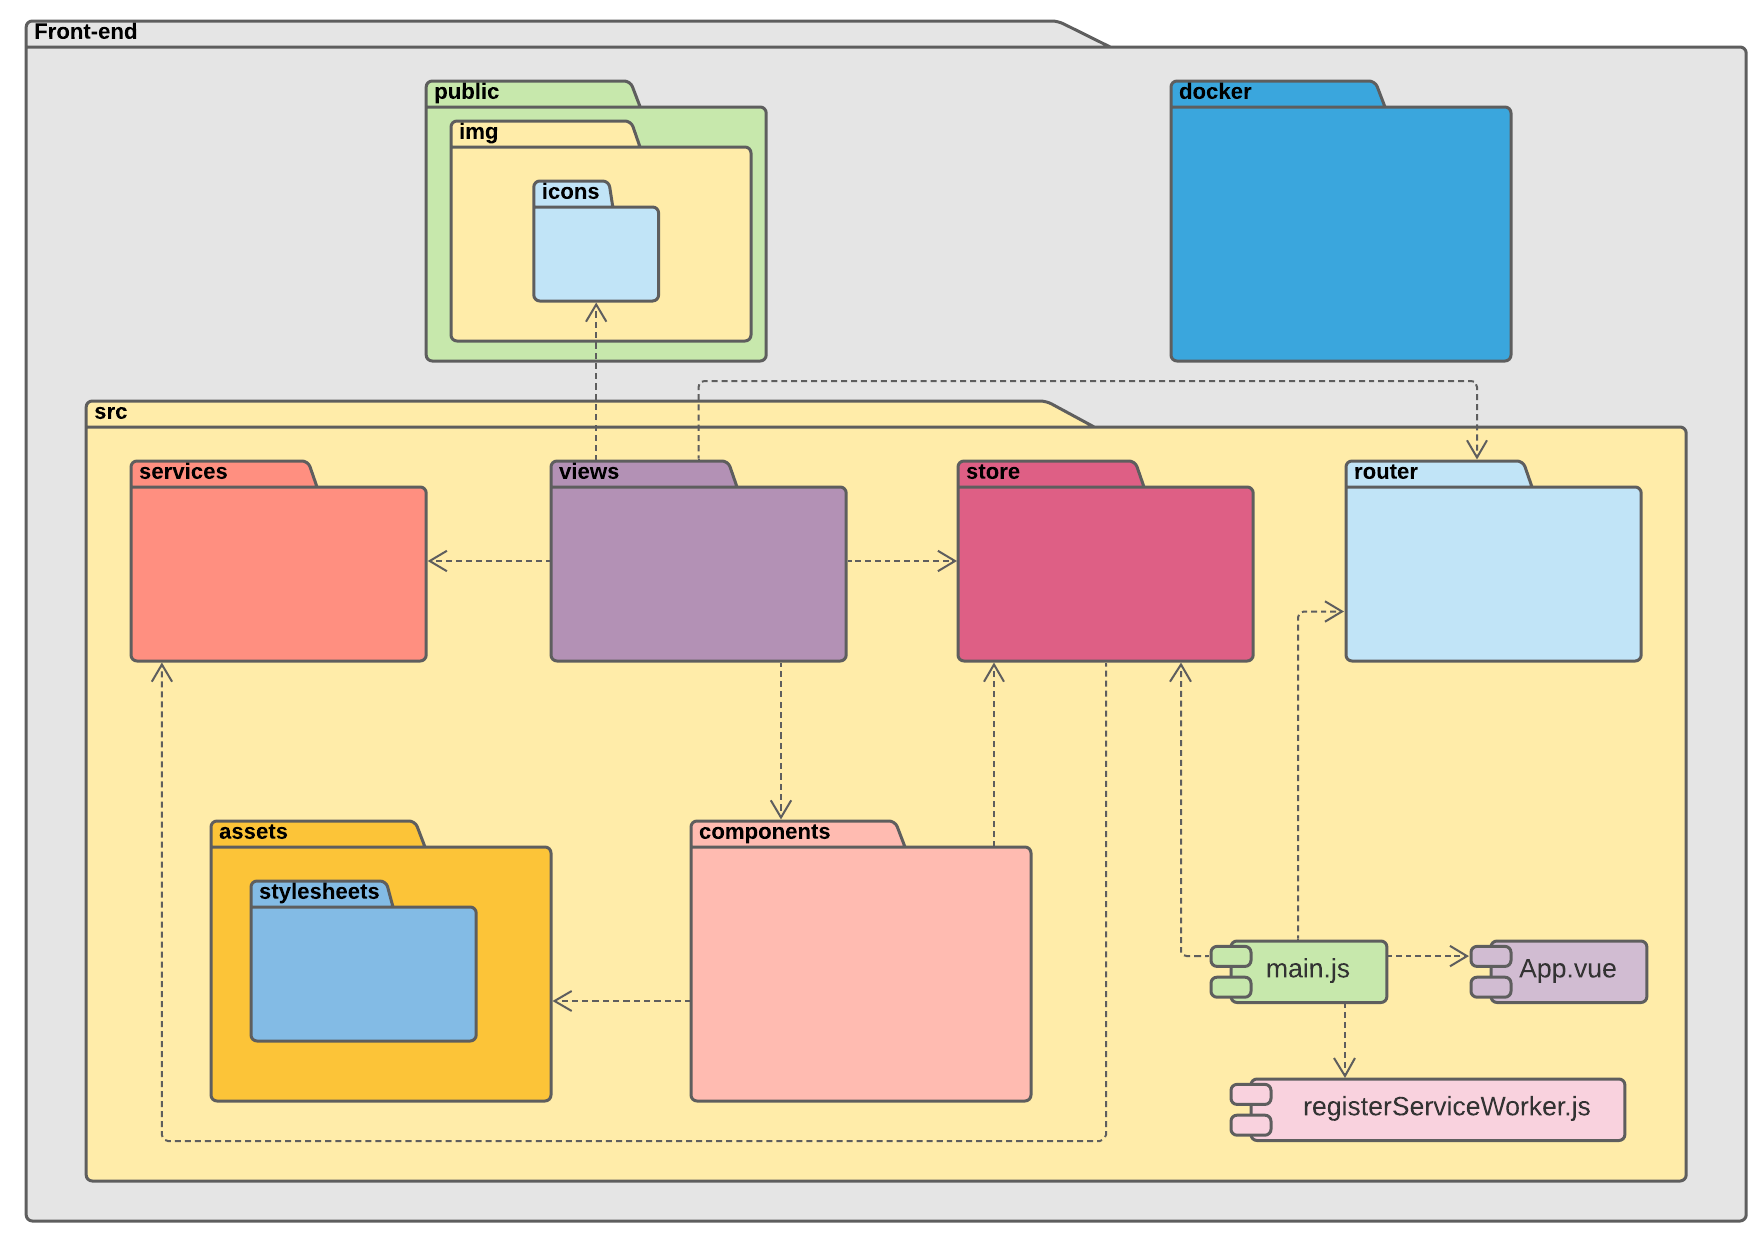 Front-end
public
docker
img
icons
src
services
views
store
router
assets
components
stylesheets
main.js
App.vue
registerServiceWorker.js